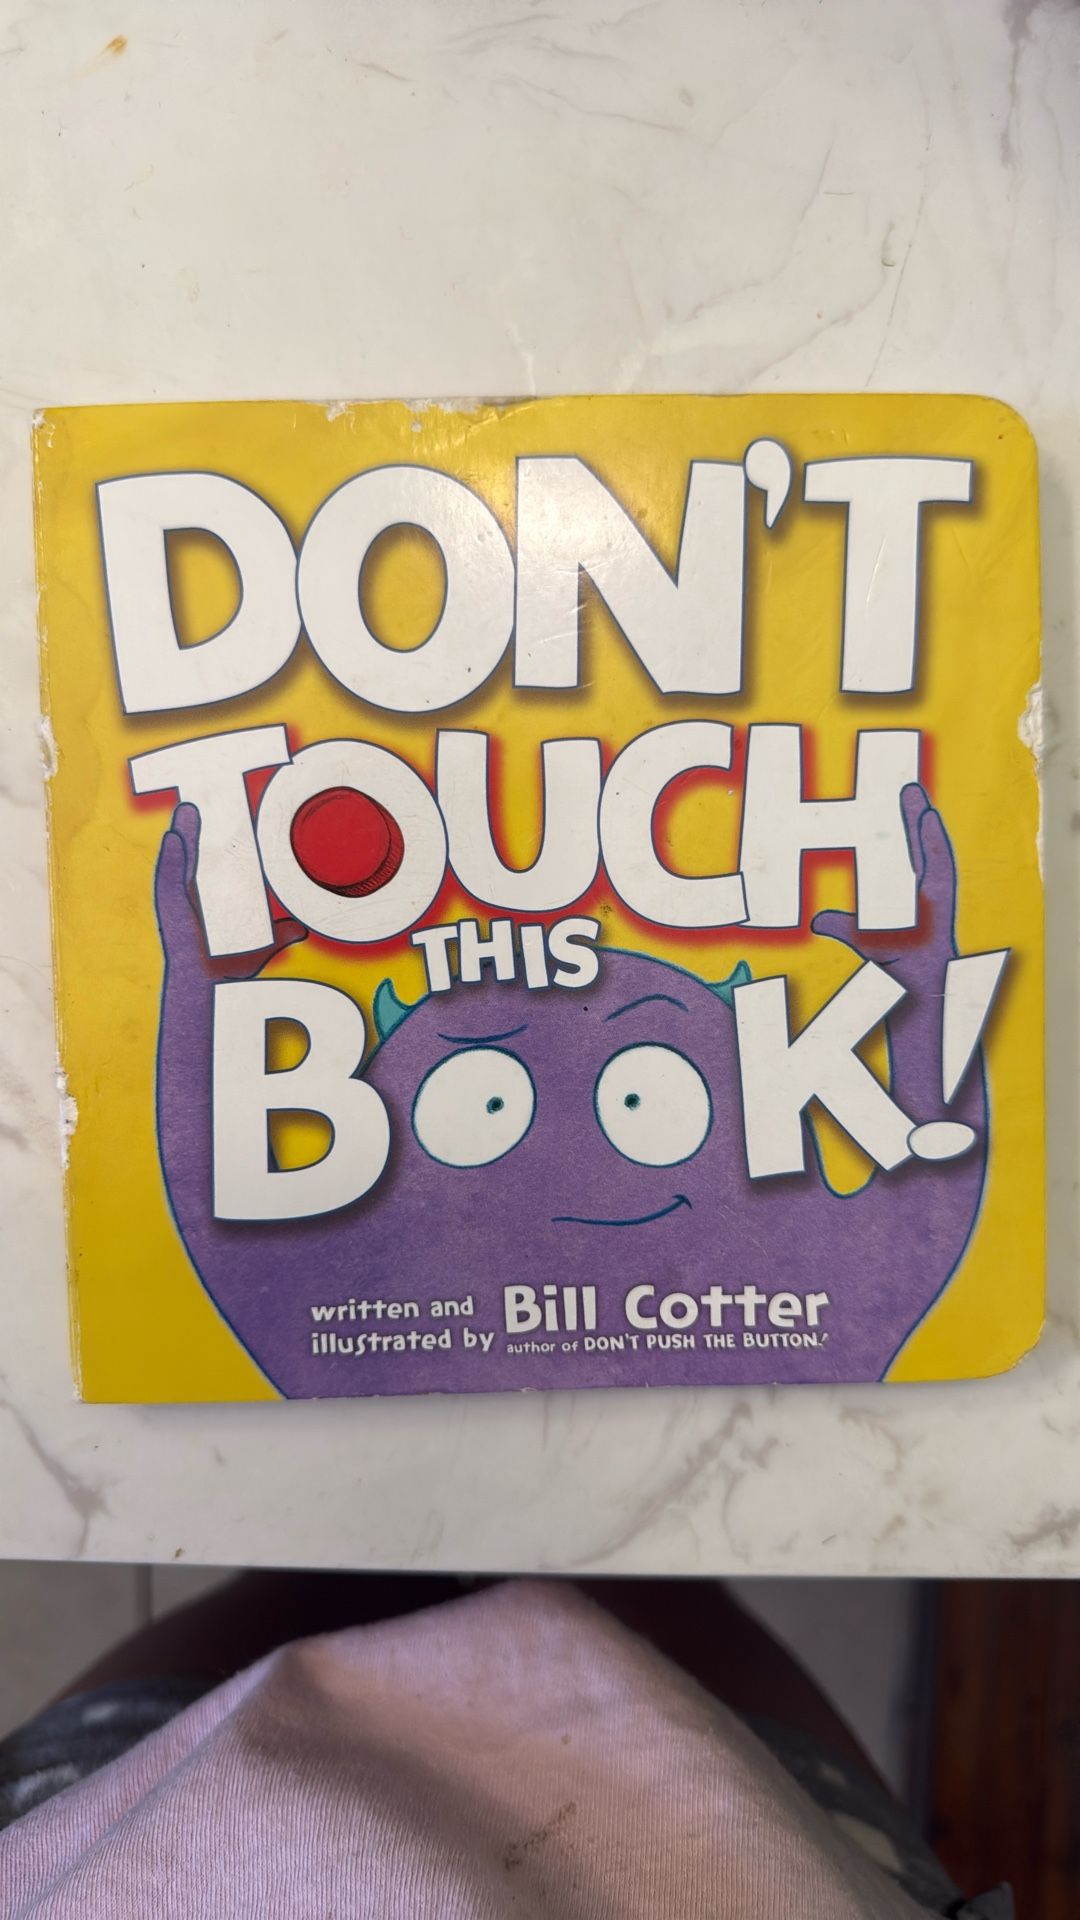 DON'T
TOUCH
THIS
BOOK!
written and
illustrated by
Bill Cotter
author of DON'T PUSH THE BUTTON!